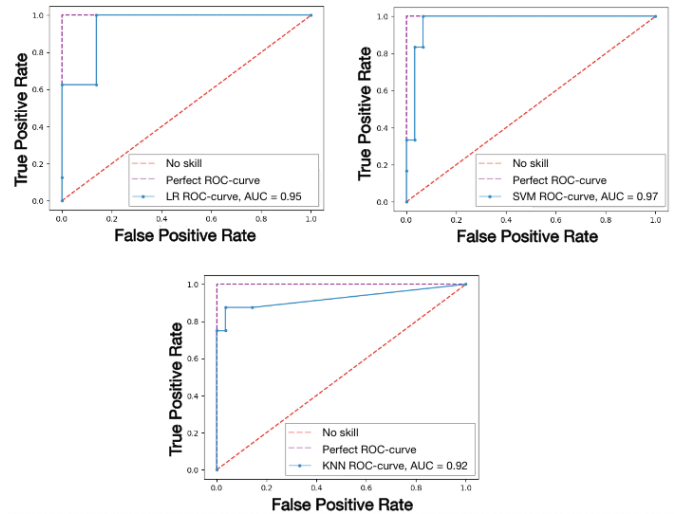 True Positive Rate
1.0
0.8
0.6
0.4
0.2
0.0
No skill
Perfect ROC-curve
LR ROC-curve, AUC = 0.95
0.0 0.2 0.4 0.6 0.8 1.0
False Positive Rate
True Positive Rate
1.0
0.8
0.6
0.4
0.2
0.0
No skill
Perfect ROC-curve
SVM ROC-curve, AUC = 0.97
0.0 0.2 0.4 0.6 0.8 1.0
False Positive Rate
True Positive Rate
1.0
0.8
0.6
0.4
0.2
0.0
No skill
Perfect ROC-curve
KNN ROC-curve, AUC = 0.92
0.0 0.2 0.4 0.6 0.8 1.0
False Positive Rate